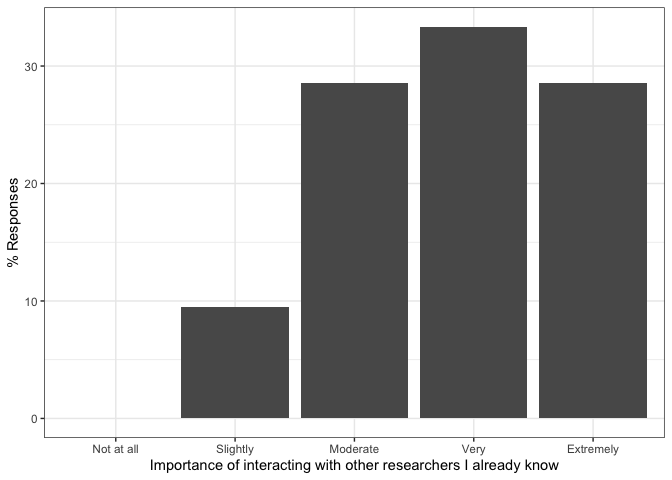 % Responses
30
20
10
0
Not at all Slightly Moderate Very Extremely
Importance of interacting with other researchers I already know